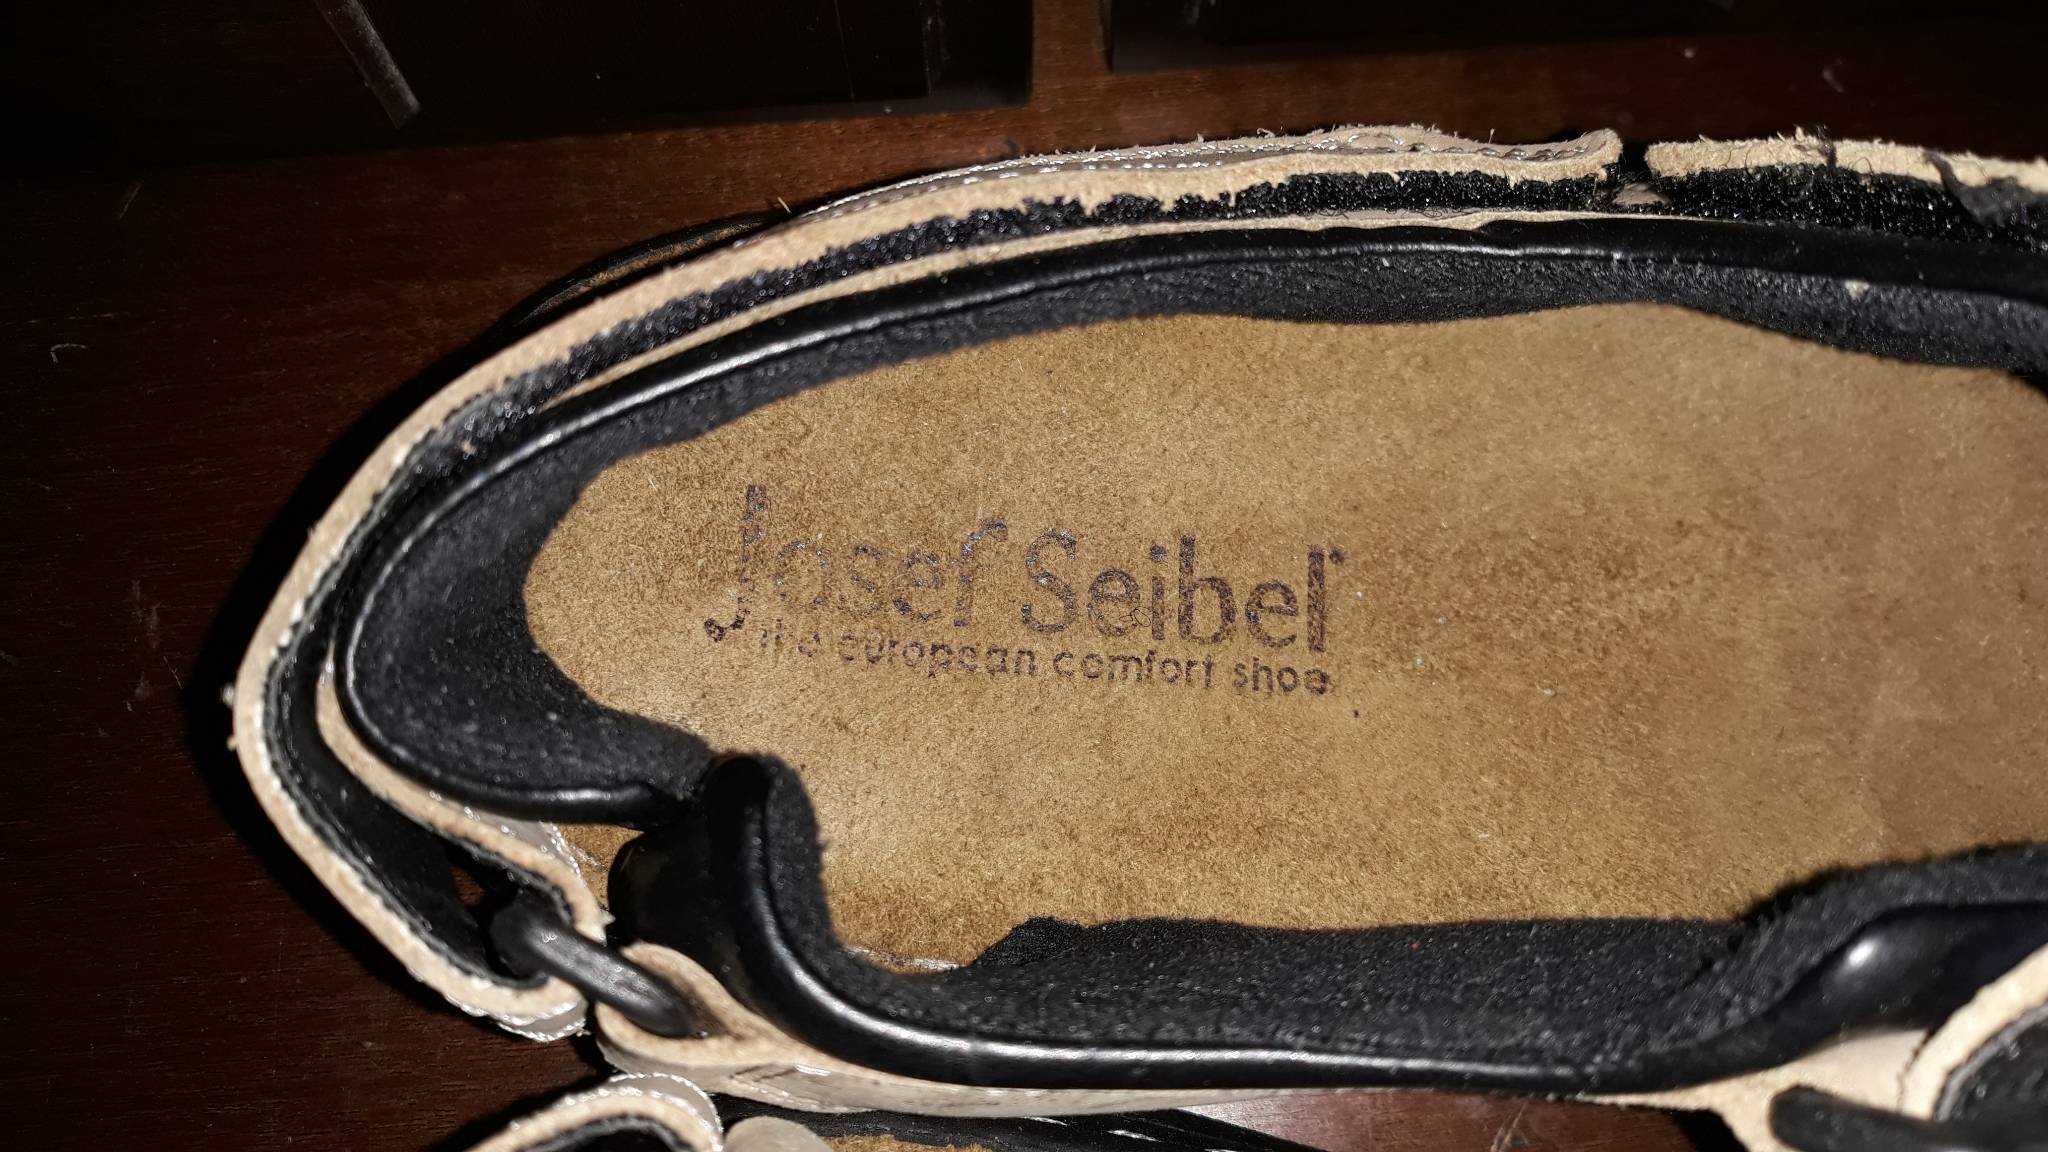 Josef Seibel
the european comfort shoe